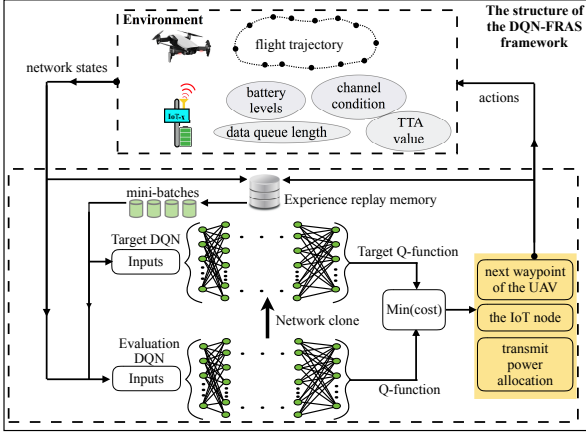 The structure of
the DQN-FRAS
framework
Environment
flight trajectory
network states
battery
levels
channel
condition
actions
IoT-x
data queue length
TTA
value
mini-batches
Experience replay memory
Target DQN
Inputs
Target Q-function
next waypoint
of the UAV
Min(cost)
the IoT node
Network clone
Evaluation
DQN
Inputs
transmit
power
allocation
Q-function